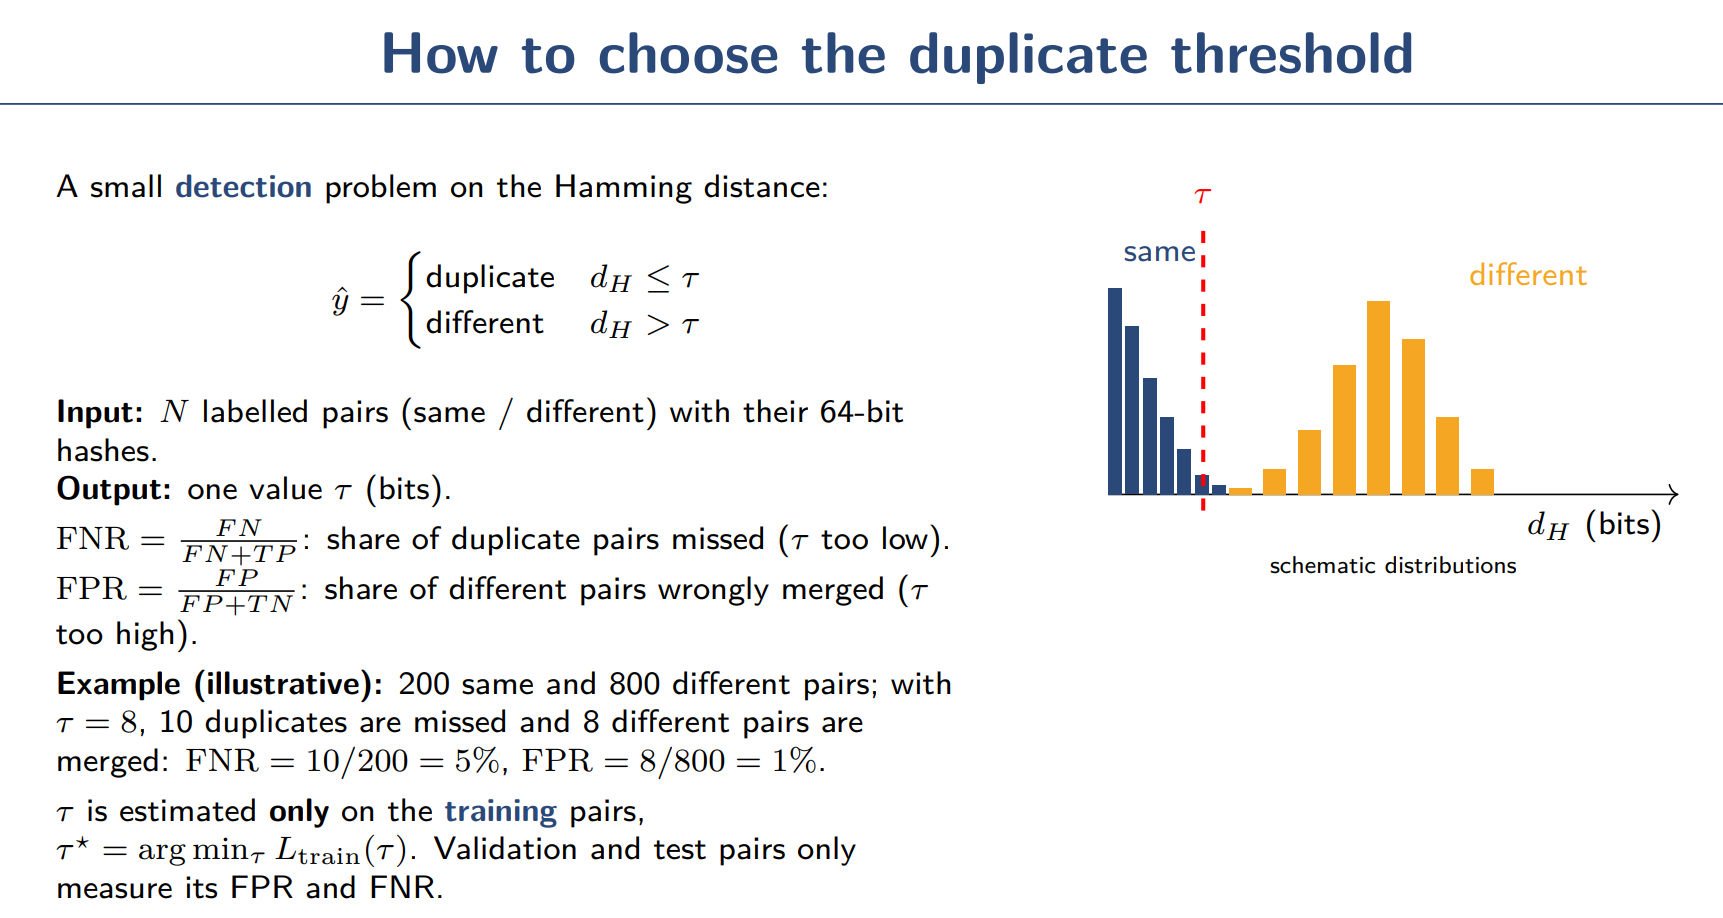 How to choose the duplicate threshold
A small detection problem on the Hamming distance:
ŷ = { duplicate d_H ≤ τ
different d_H > τ
Input: N labelled pairs (same / different) with their 64-bit
hashes.
Output: one value τ (bits).
FNR = FN/(FN+TP): share of duplicate pairs missed (τ too low).
FPR = FP/(FP+TN): share of different pairs wrongly merged (τ
too high).
Example (illustrative): 200 same and 800 different pairs; with
τ = 8, 10 duplicates are missed and 8 different pairs are
merged: FNR = 10/200 = 5%, FPR = 8/800 = 1%.
τ is estimated only on the training pairs,
τ⋆ = arg min_τ L_train(τ). Validation and test pairs only
measure its FPR and FNR.
τ
same
different
d_H (bits)
schematic distributions